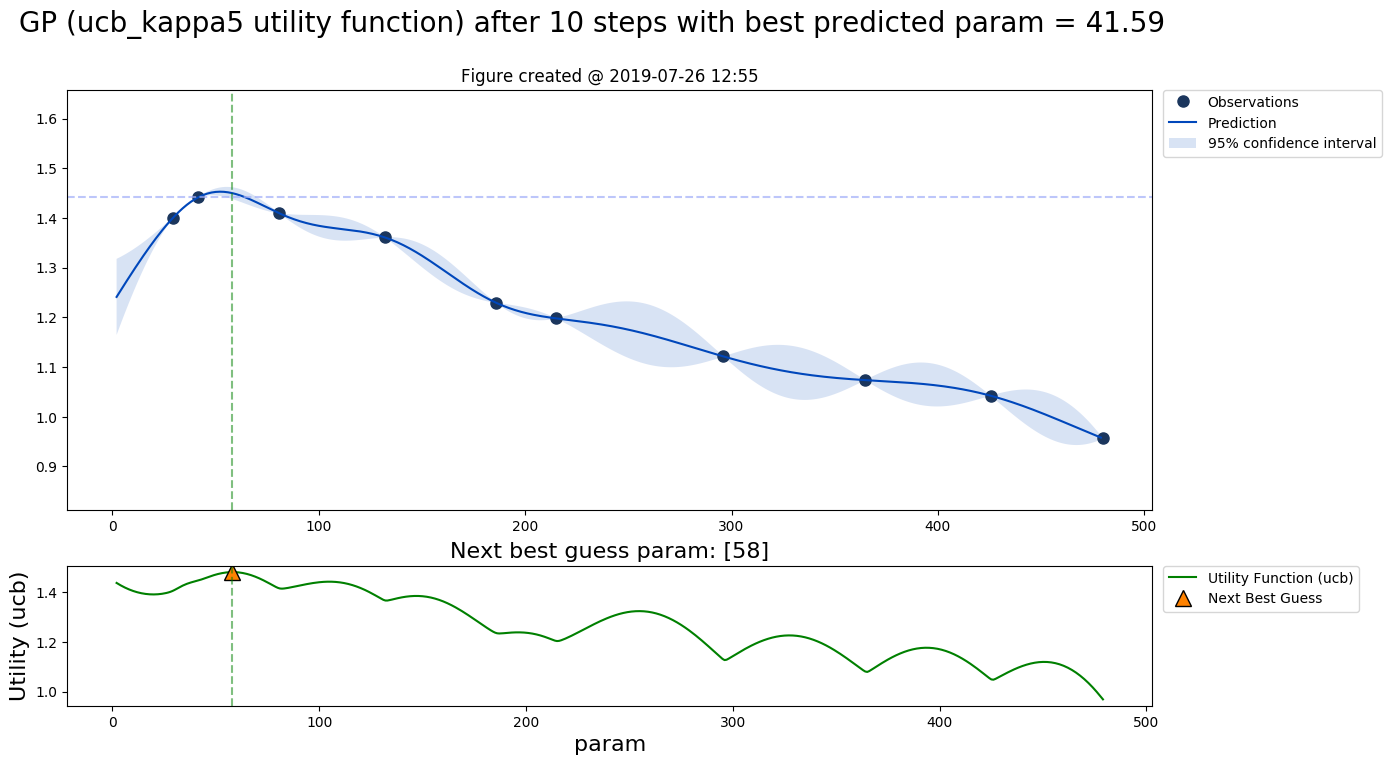 GP (ucb_kappa5 utility function) after 10 steps with best predicted param = 41.59
Figure created @ 2019-07-26 12:55
1.6
1.5
1.4
1.3
1.2
1.1
1.0
0.9
0 100 200 300 400 500
Observations
Prediction
95% confidence interval
Next best guess param: [58]
Utility (ucb)
1.4
1.2
1.0
0 100 200 300 400 500
param
Utility Function (ucb)
Next Best Guess